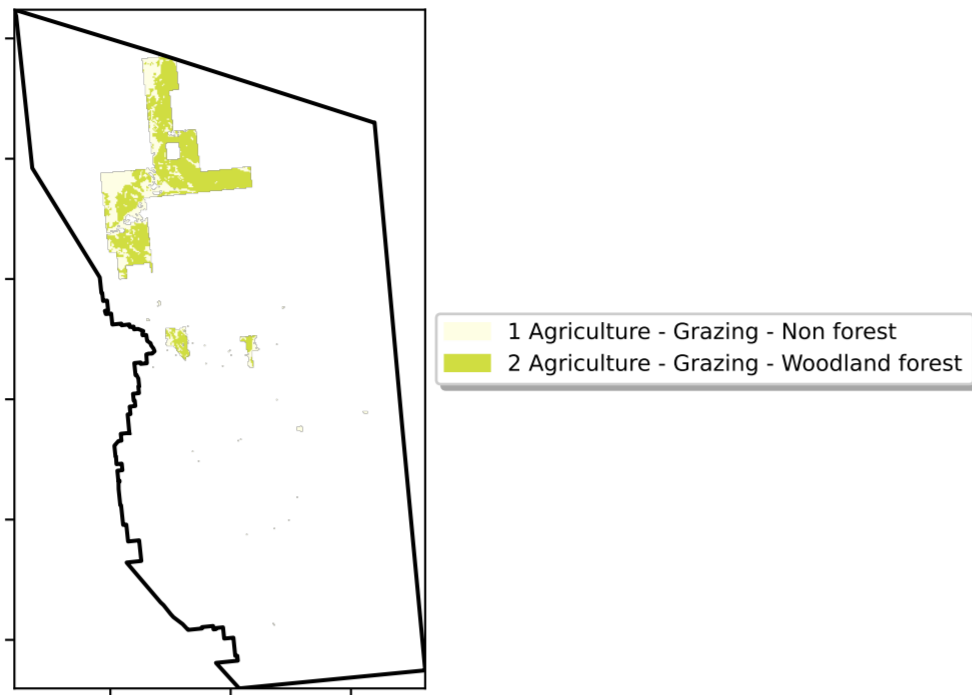 1 Agriculture - Grazing - Non forest
2 Agriculture - Grazing - Woodland forest